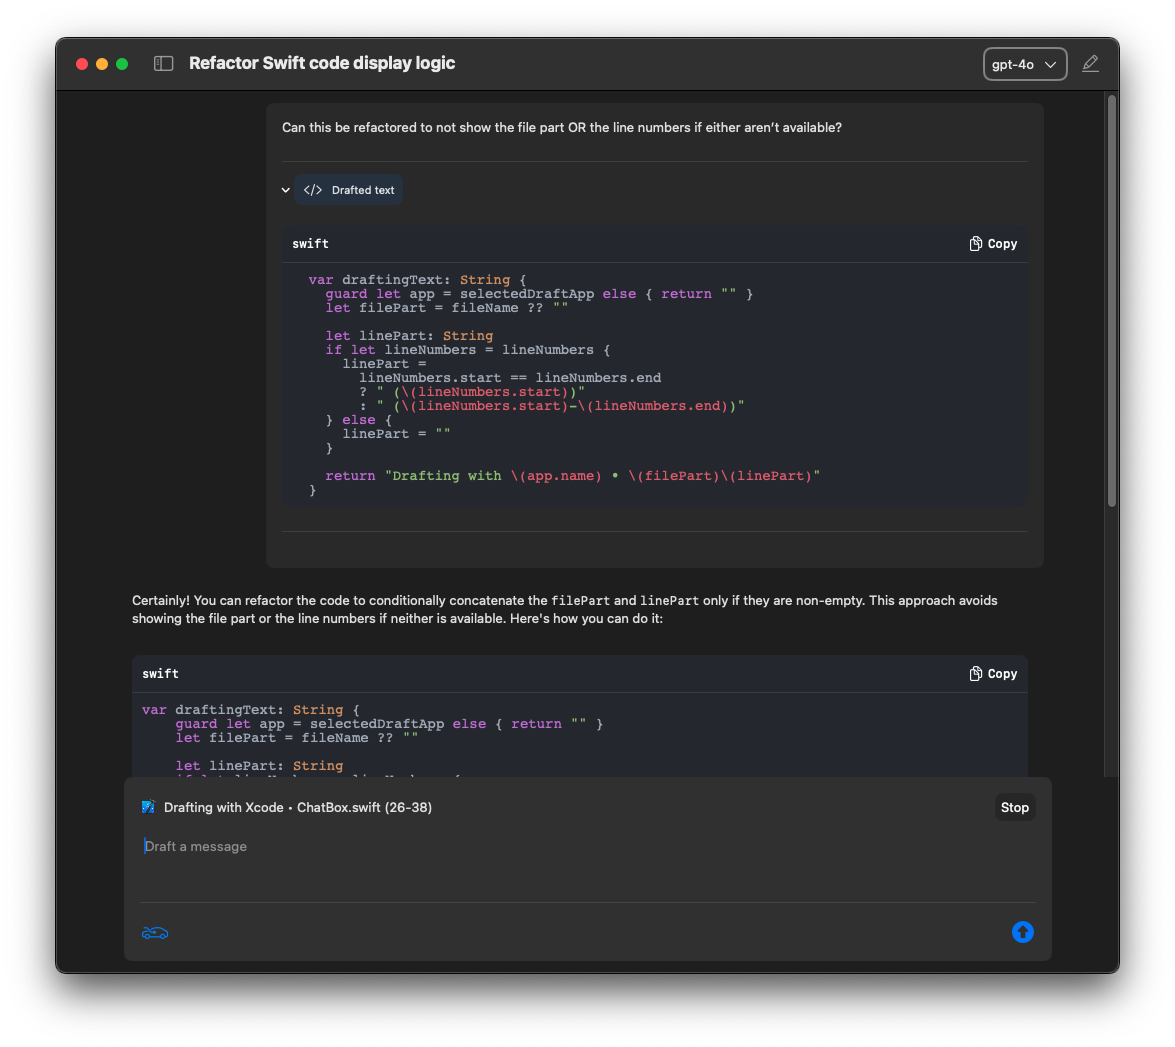 Refactor Swift code display logic
gpt-4o
Can this be refactored to not show the file part OR the line numbers if either aren’t available?
</> Drafted text
swift
Copy
var draftingText: String {
guard let app = selectedDraftApp else { return "" }
let filePart = fileName ?? ""
let linePart: String
if let lineNumbers = lineNumbers {
linePart =
lineNumbers.start == lineNumbers.end
? " (\(lineNumbers.start))"
: " (\(lineNumbers.start)-\(lineNumbers.end))"
} else {
linePart = ""
}
return "Drafting with \(app.name) • \(filePart)\(linePart)"
}
Certainly! You can refactor the code to conditionally concatenate the filePart and linePart only if they are non-empty. This approach avoids
showing the file part or the line numbers if neither is available. Here's how you can do it:
swift
Copy
var draftingText: String {
guard let app = selectedDraftApp else { return "" }
let filePart = fileName ?? ""
let linePart: String
Drafting with Xcode • ChatBox.swift (26-38)
Stop
Draft a message